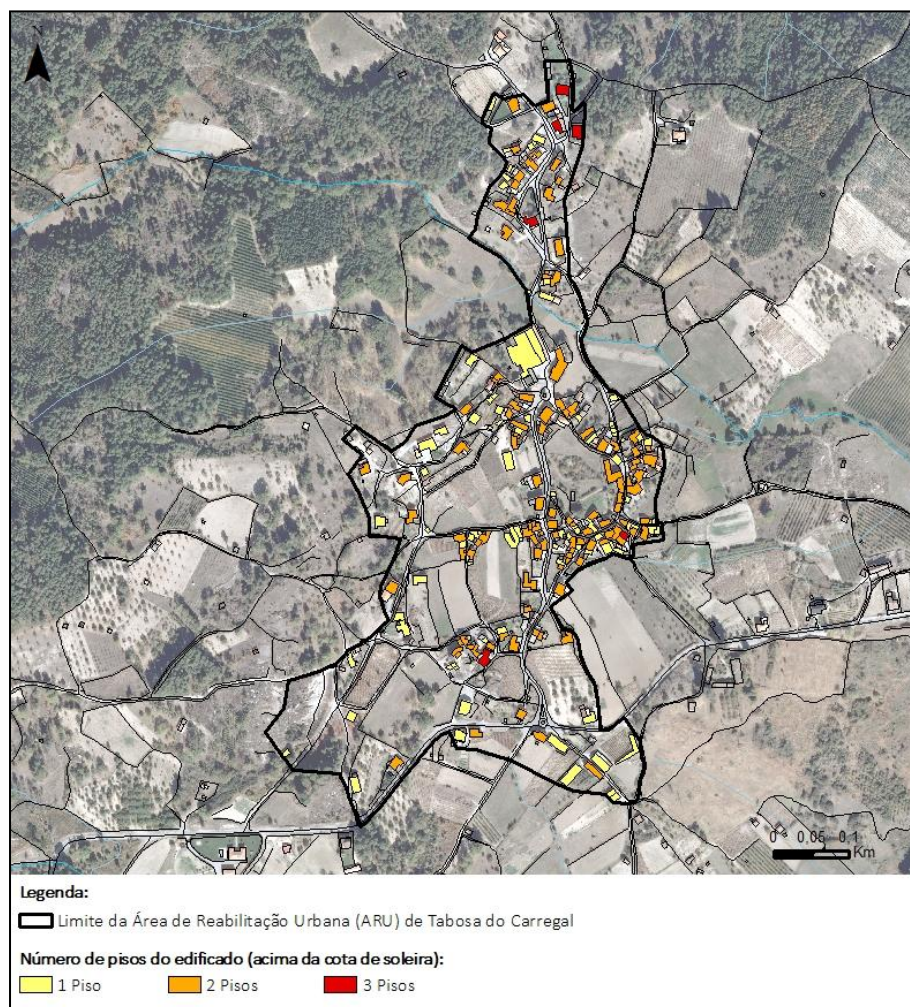 N
0 0,05 0,1
Km
Legenda:
Limite da Área de Reabilitação Urbana (ARU) de Tabosa do Carregal
Número de pisos do edificado (acima da cota de soleira):
1 Piso 2 Pisos 3 Pisos